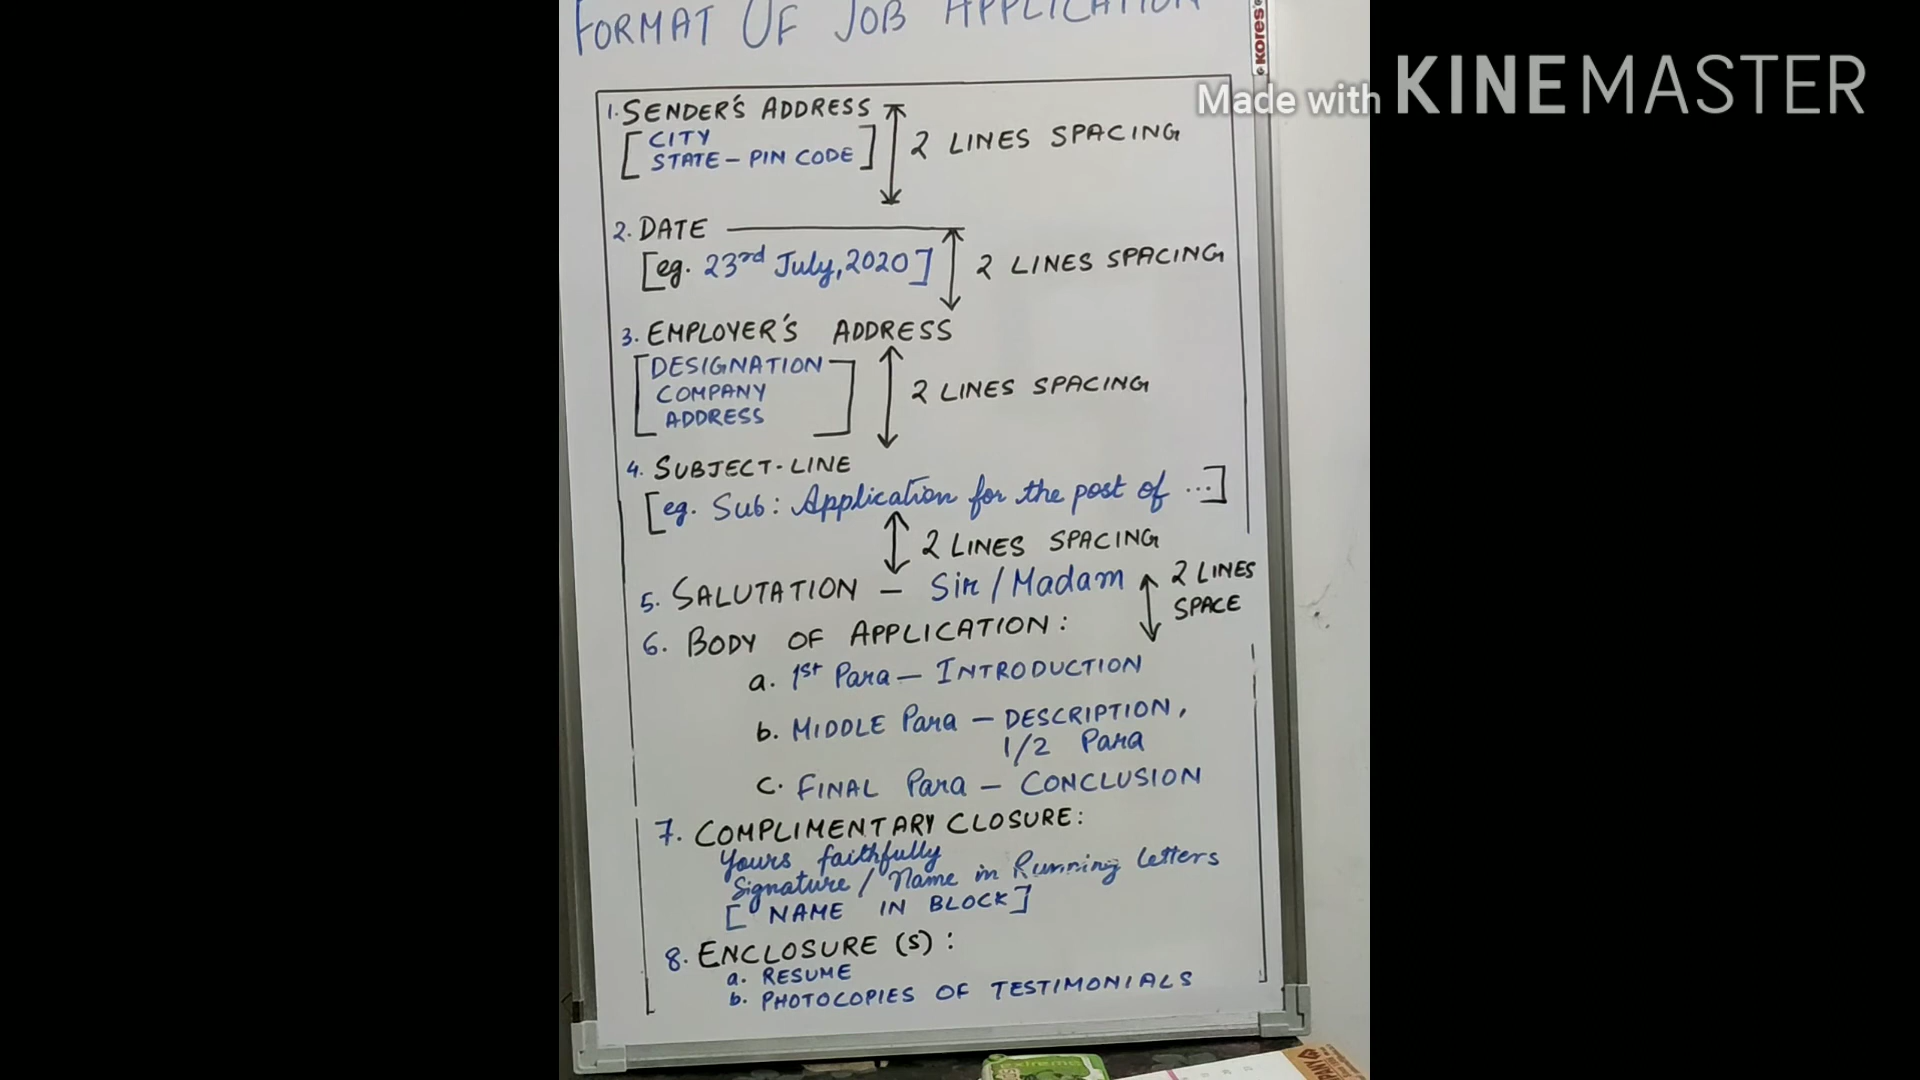 FORMAT OF JOB APPLICATION
Kores
Made with KINEMASTER
1. SENDER'S ADDRESS
[CITY
STATE - PIN CODE] 2 LINES SPACING
2. DATE
[eg. 23rd July, 2020] 2 LINES SPACING
3. EMPLOYER'S ADDRESS
[DESIGNATION
COMPANY
ADDRESS] 2 LINES SPACING
4. SUBJECT-LINE
[eg. Sub: Application for the post of ...]
2 LINES SPACING
5. SALUTATION - Sir/Madam 2 LINES
SPACE
6. BODY OF APPLICATION:
a. 1st Para - INTRODUCTION
b. MIDDLE Para - DESCRIPTION,
1/2 Para
c. FINAL Para - CONCLUSION
7. COMPLIMENTARY CLOSURE:
Yours faithfully
Signature/Name in Running letters
[NAME IN BLOCK]
8. ENCLOSURE(S):
a. RESUME
b. PHOTOCOPIES OF TESTIMONIALS